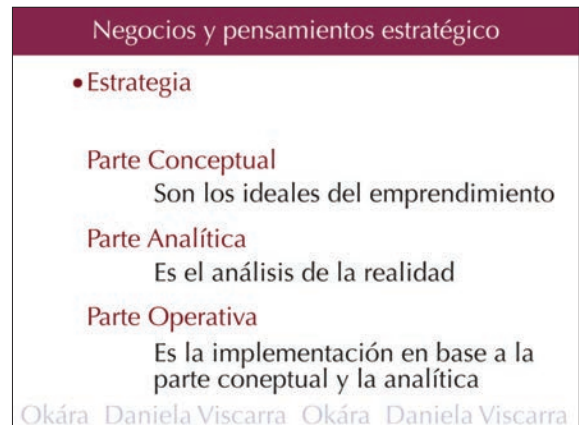 Negocios y pensamientos estratégico
•Estrategia
Parte Conceptual
Son los ideales del emprendimiento
Parte Analítica
Es el análisis de la realidad
Parte Operativa
Es la implementación en base a la
parte coneptual y la analítica
Okára Daniela Viscarra Okára Daniela Viscarra